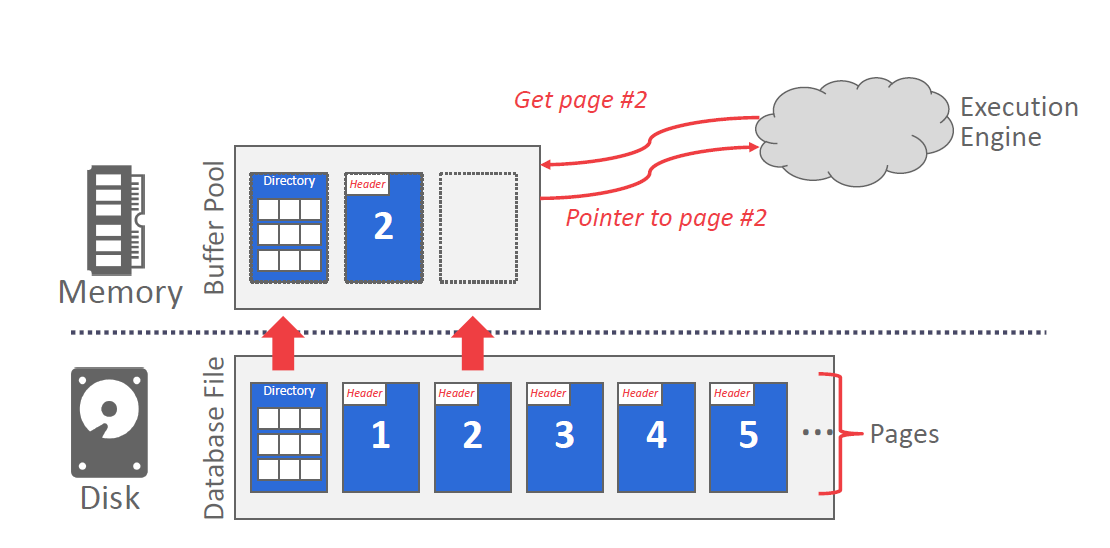 Get page #2
Execution
Engine
Pointer to page #2
Buffer Pool
Directory
Header
2
Memory
Database File
Directory
Header
1
Header
2
Header
3
Header
4
Header
5
...
Pages
Disk